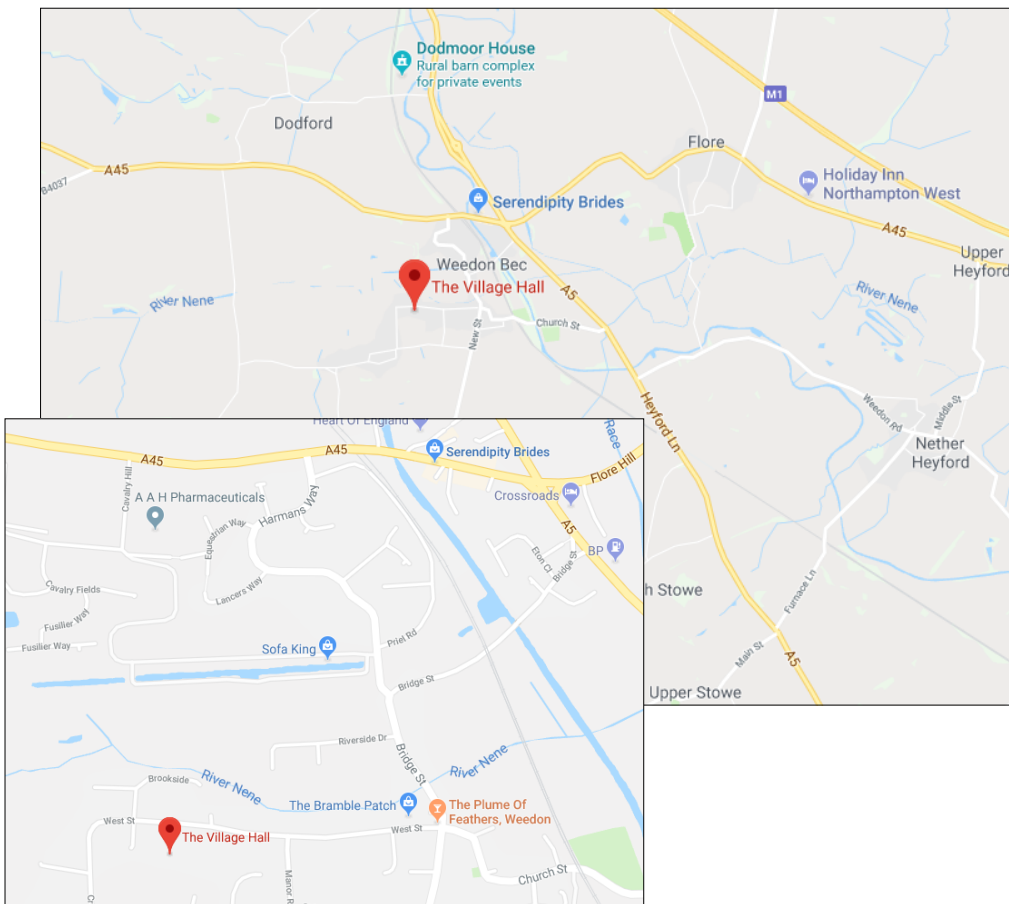 Dodmoor House
Rural barn complex
for private events
M1
Dodford
Flore
A45
B4037
Holiday Inn
Northampton West
Serendipity Brides
A45
Upper
Heyford
Weedon Bec
The Village Hall
River Nene
A5
River Nene
New St
Church St
Heyford Ln
Weedon Rd
Middle St
Nether
Heyford
h Stowe
Furnace Ln
Main St
A5
Upper Stowe
Heart Of England
Race
A45
A45
Serendipity Brides
Flore Hill
Cavalry Hill
A A H Pharmaceuticals
Harmans Way
Crossroads
Equestrian Way
A5
BP
Eton Cl
Bridge St
Cavalry Fields
Lancers Way
Fusilier Way
Fusilier Way
Sofa King
Priel Rd
Bridge St
Riverside Dr
Bridge St
River Nene
Brookside
River Nene
The Bramble Patch
The Plume Of
Feathers, Weedon
West St
West St
The Village Hall
Church St
Manor R
Cr